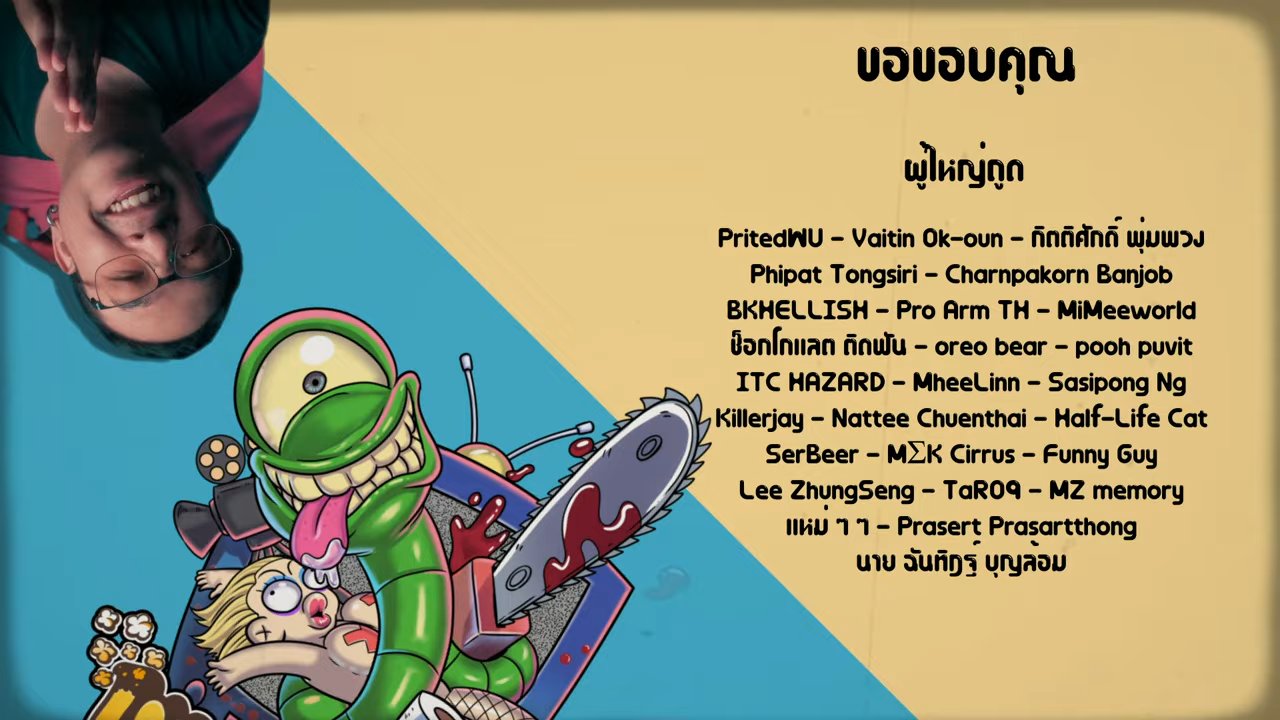 ขอขอบคุณ
ผู้ใหญ่ถูด
PritedWU - Vaitin Ok-oun - กิตติศักดิ์ พุ่มพวง
Phipat Tongsiri - Charnpakorn Banjob
BKHELLISH - Pro Arm TH - MiMeeworld
ช็อกโกแลต ติดฟัน - oreo bear - pooh puvit
ITC HAZARD - MheeLinn - Sasipong Ng
Killerjay - Nattee Chuenthai - Half-Life Cat
SerBeer - MΣK Cirrus - Funny Guy
Lee ZhungSeng - TaRO9 - MZ memory
แหม่ ๆ ๆ - Prasert Prasartthong
นาย ฉันทิฏฐ์ บุญล้อม